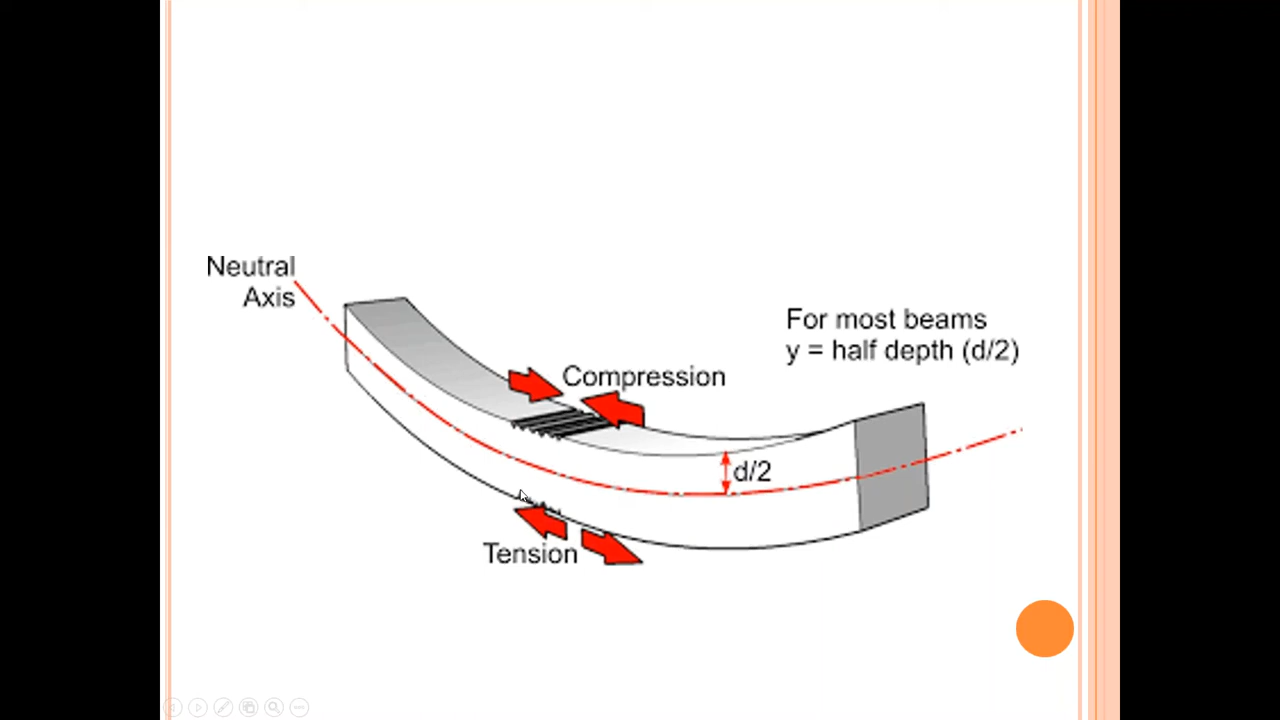 Neutral
Axis
For most beams
y = half depth (d/2)
Compression
d/2
Tension